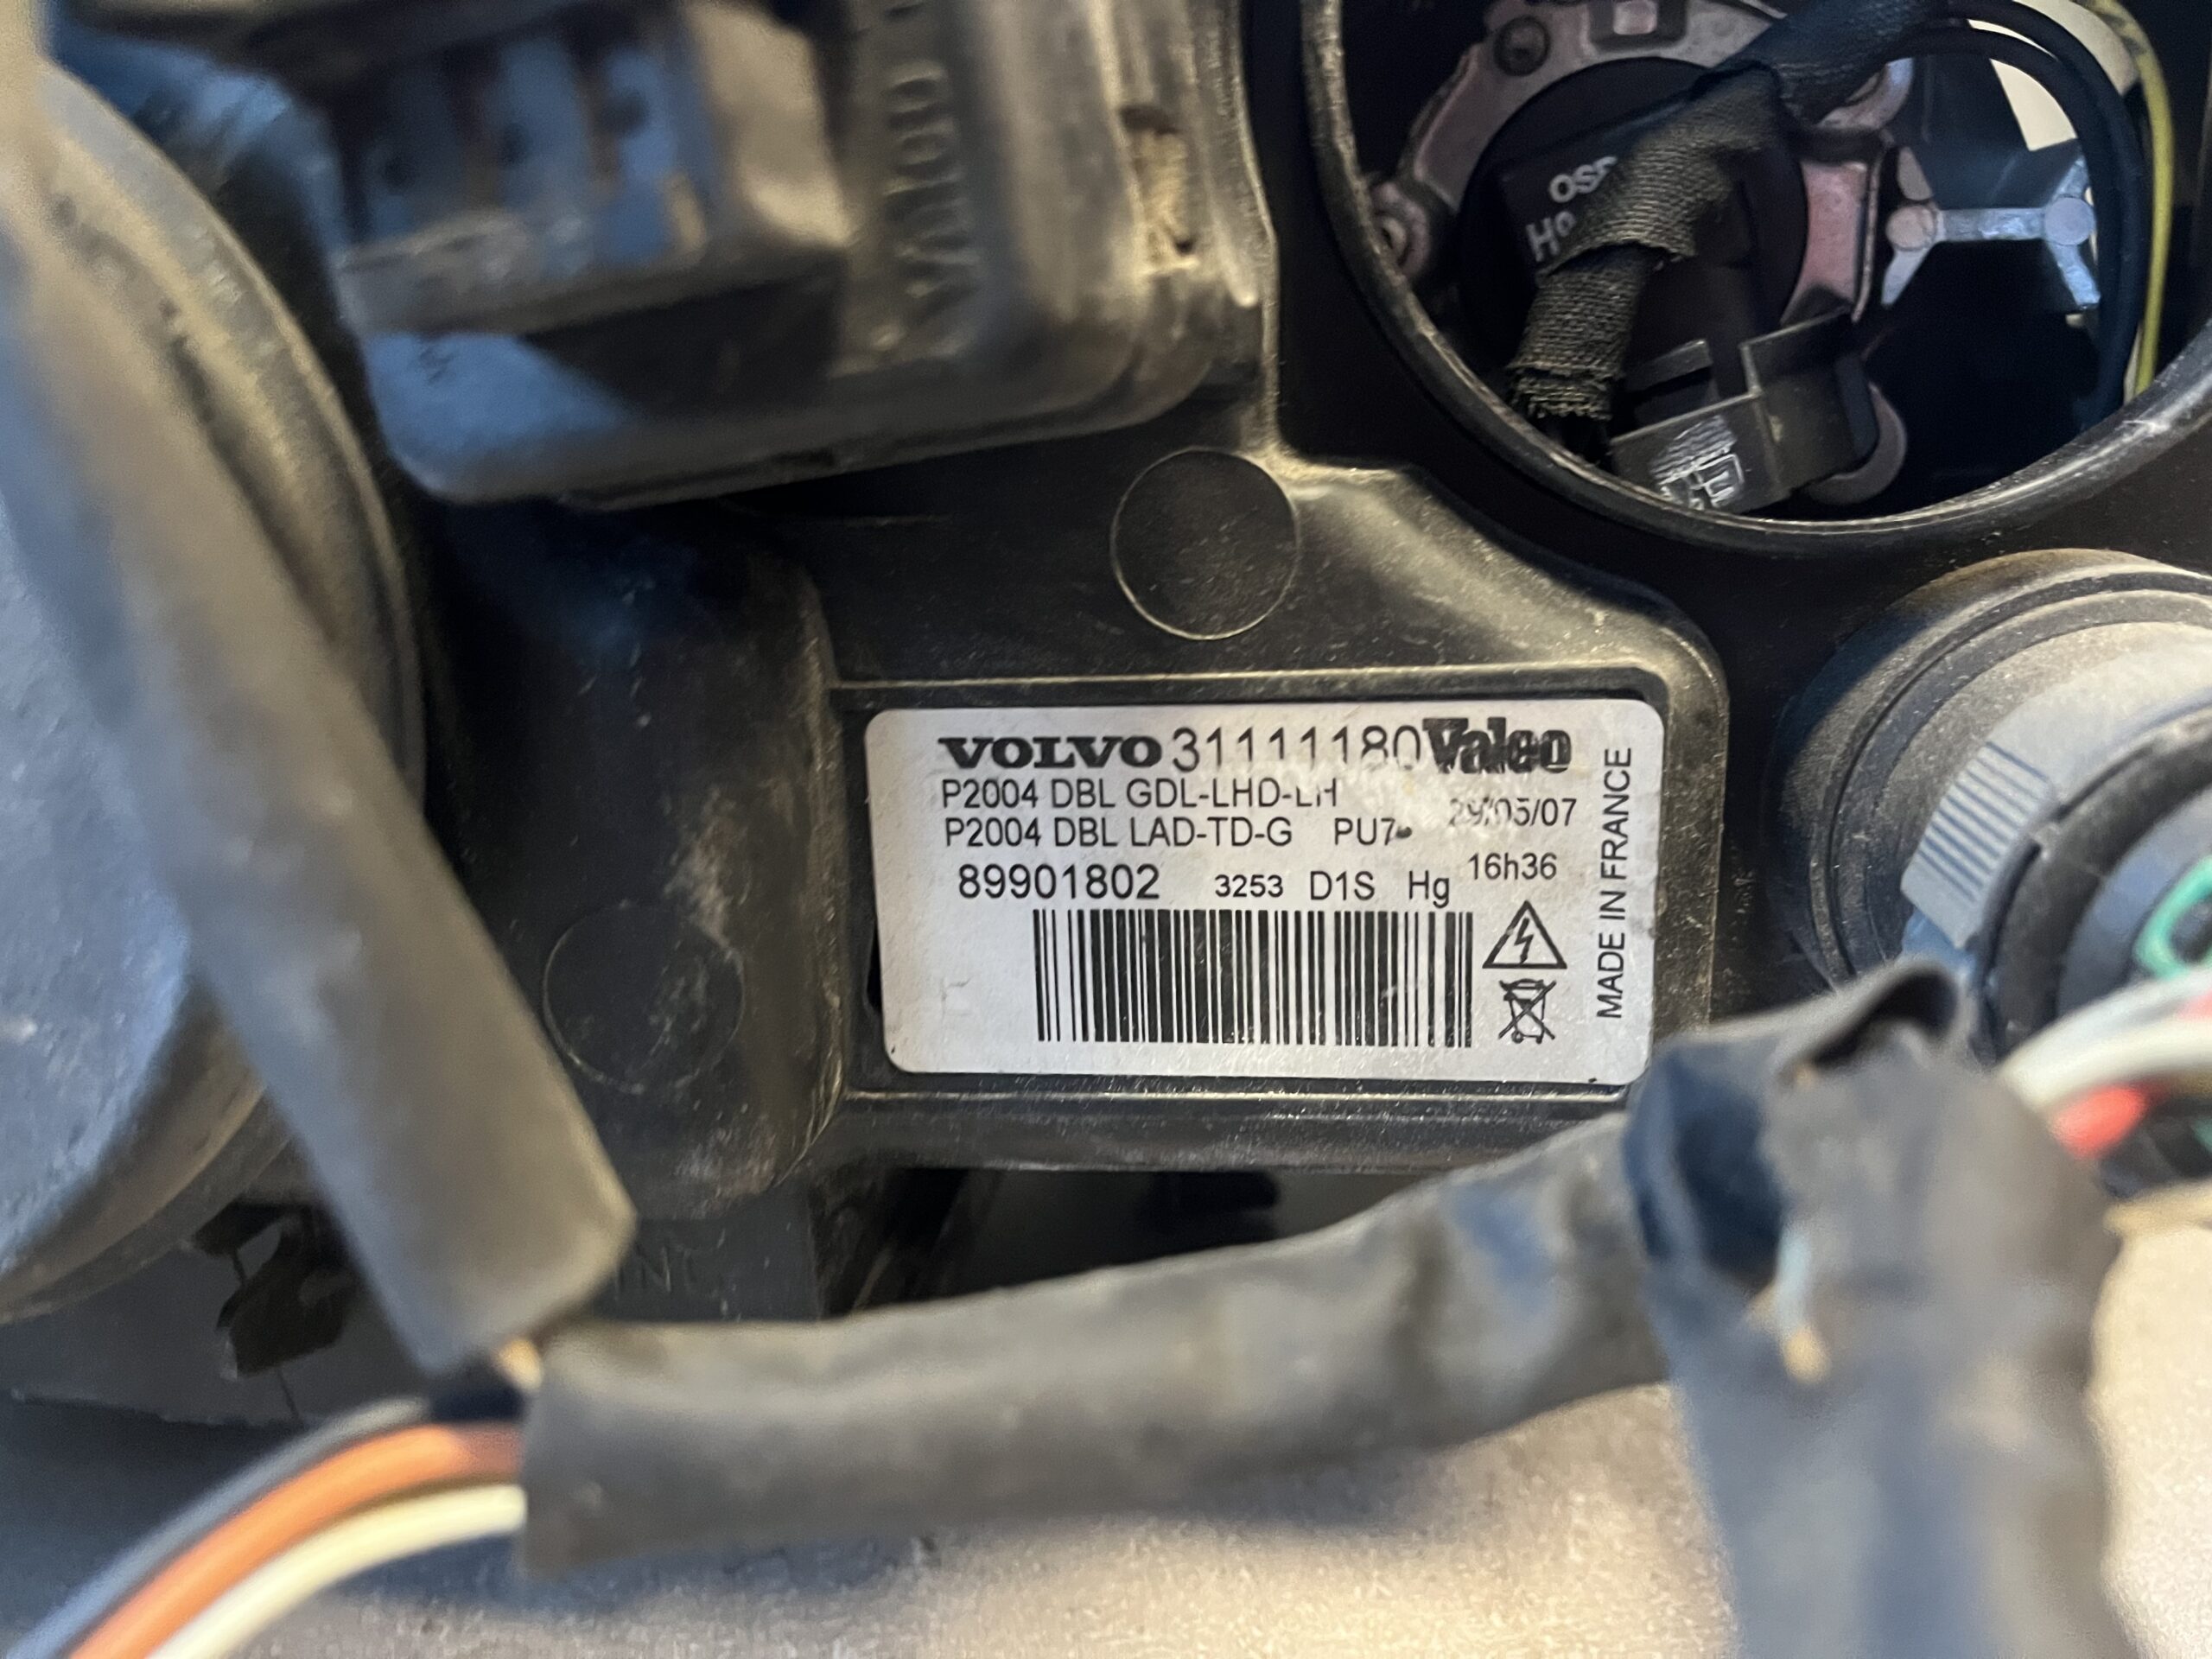 VOLVO 31111180 Valeo
P2004 DBL GDL-LHD-LH
P2004 DBL LAD-TD-G PU7 29/05/07
89901802 3253 D1S Hg 16h36
MADE IN FRANCE